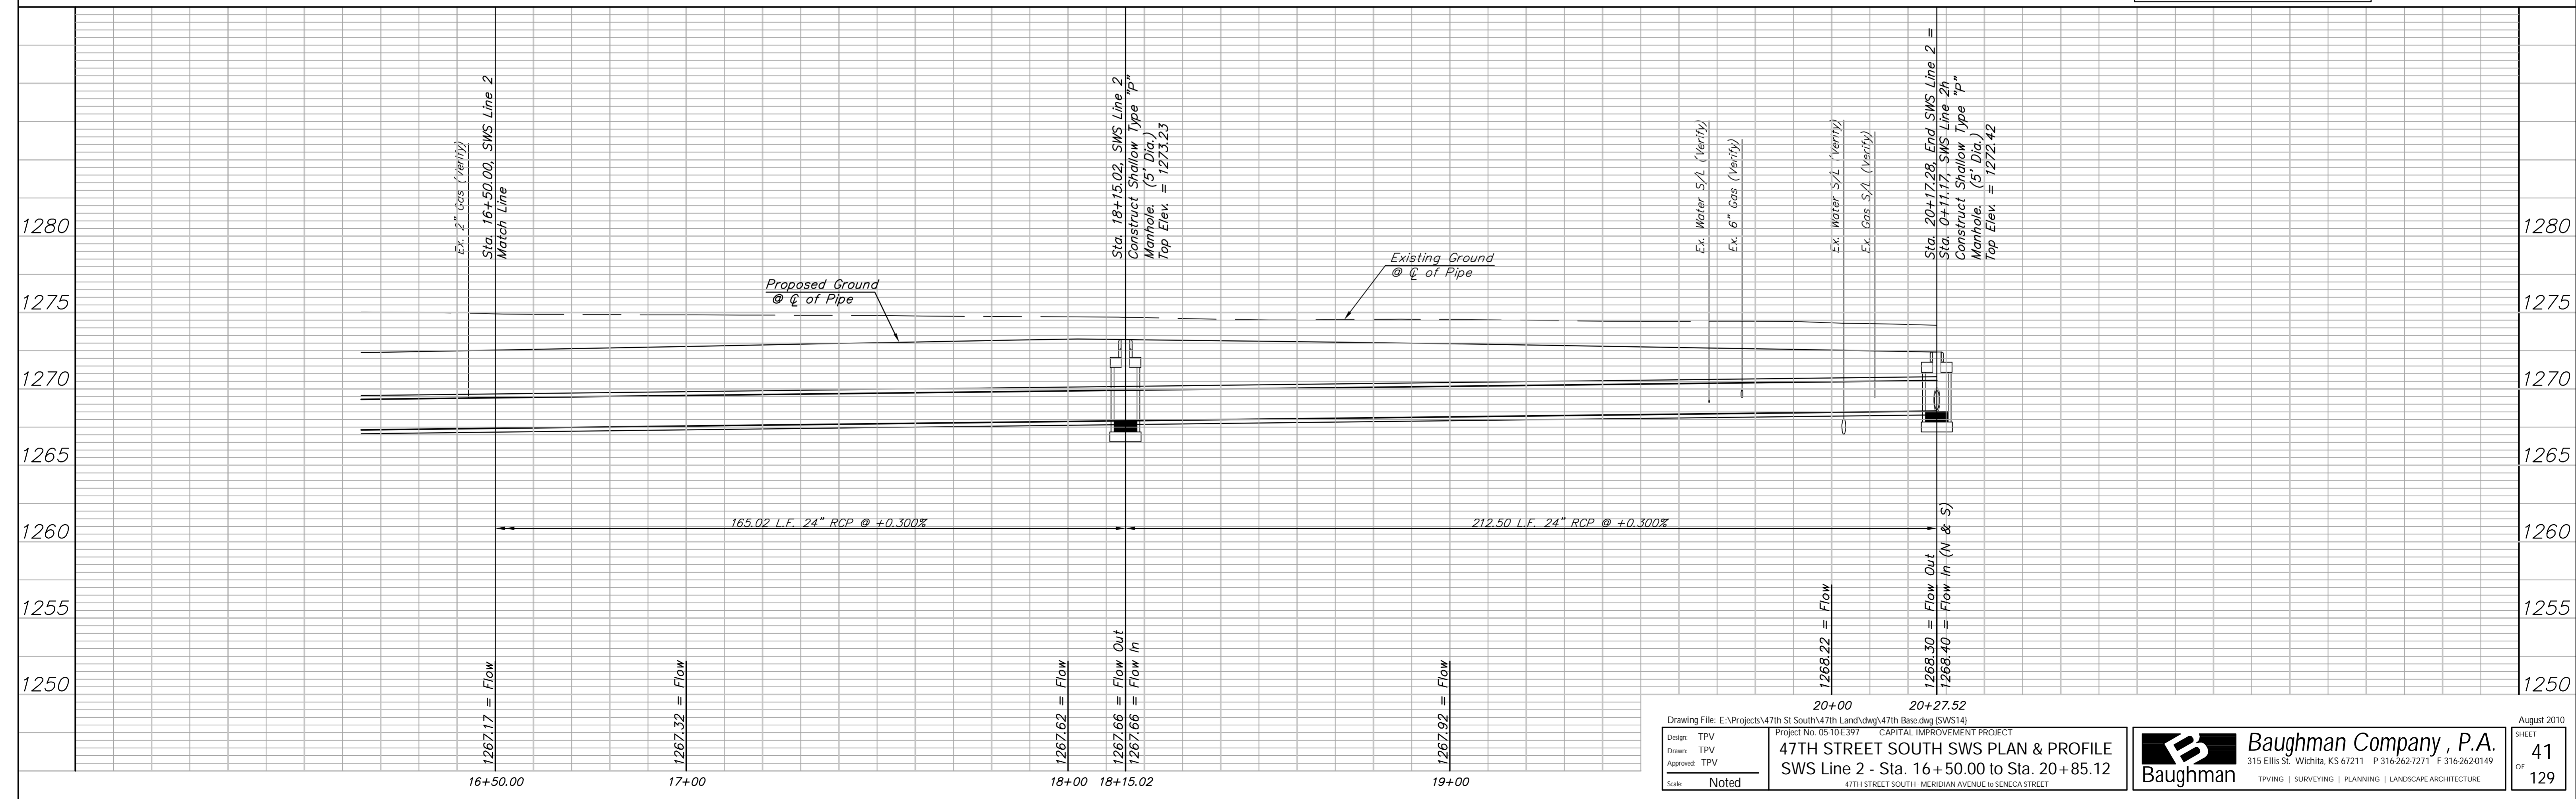 Ex. 2" Gas (Verify)
Sta. 16+50.00, SWS Line 2
Match Line
Sta. 18+15.02, SWS Line 2
Construct Shallow Type "P"
Manhole. (5' Dia.)
Top Elev. = 1273.23
Ex. Water S/L (Verify)
Ex. 6" Gas (Verify)
Ex. Water S/L (Verify)
Ex. Gas S/L (Verify)
Sta. 20+17.28, End SWS Line 2 =
Sta. 0+11.17, SWS Line 2h
Construct Shallow Type "P"
Manhole. (5' Dia.)
Top Elev. = 1272.42
1280
1280
Existing Ground
@ ℄ of Pipe
Proposed Ground
@ ℄ of Pipe
1275
1275
1270
1270
1265
1265
1260
165.02 L.F. 24" RCP @ +0.300%
212.50 L.F. 24" RCP @ +0.300%
1260
1255
1255
1250
1250
1267.17 = Flow
1267.32 = Flow
1267.62 = Flow
1267.66 = Flow Out
1267.66 = Flow In
1267.92 = Flow
1268.22 = Flow
1268.30 = Flow Out
1268.40 = Flow In (N & S)
16+50.00
17+00
18+00
18+15.02
19+00
20+00
20+27.52
Drawing File: E:\Projects\47th St South\47th Land\dwg\47th Base.dwg (SWS14)
Design: TPV
Drawn: TPV
Approved: TPV
Scale: Noted
Project No. 05-10-E397 CAPITAL IMPROVEMENT PROJECT
47TH STREET SOUTH SWS PLAN & PROFILE
SWS Line 2 - Sta. 16+50.00 to Sta. 20+85.12
47TH STREET SOUTH - MERIDIAN AVENUE to SENECA STREET
Baughman
Baughman Company, P.A.
315 Ellis St. Wichita, KS 67211 P 316-262-7271 F 316-262-0149
TPVING | SURVEYING | PLANNING | LANDSCAPE ARCHITECTURE
August 2010
SHEET
41
OF
129